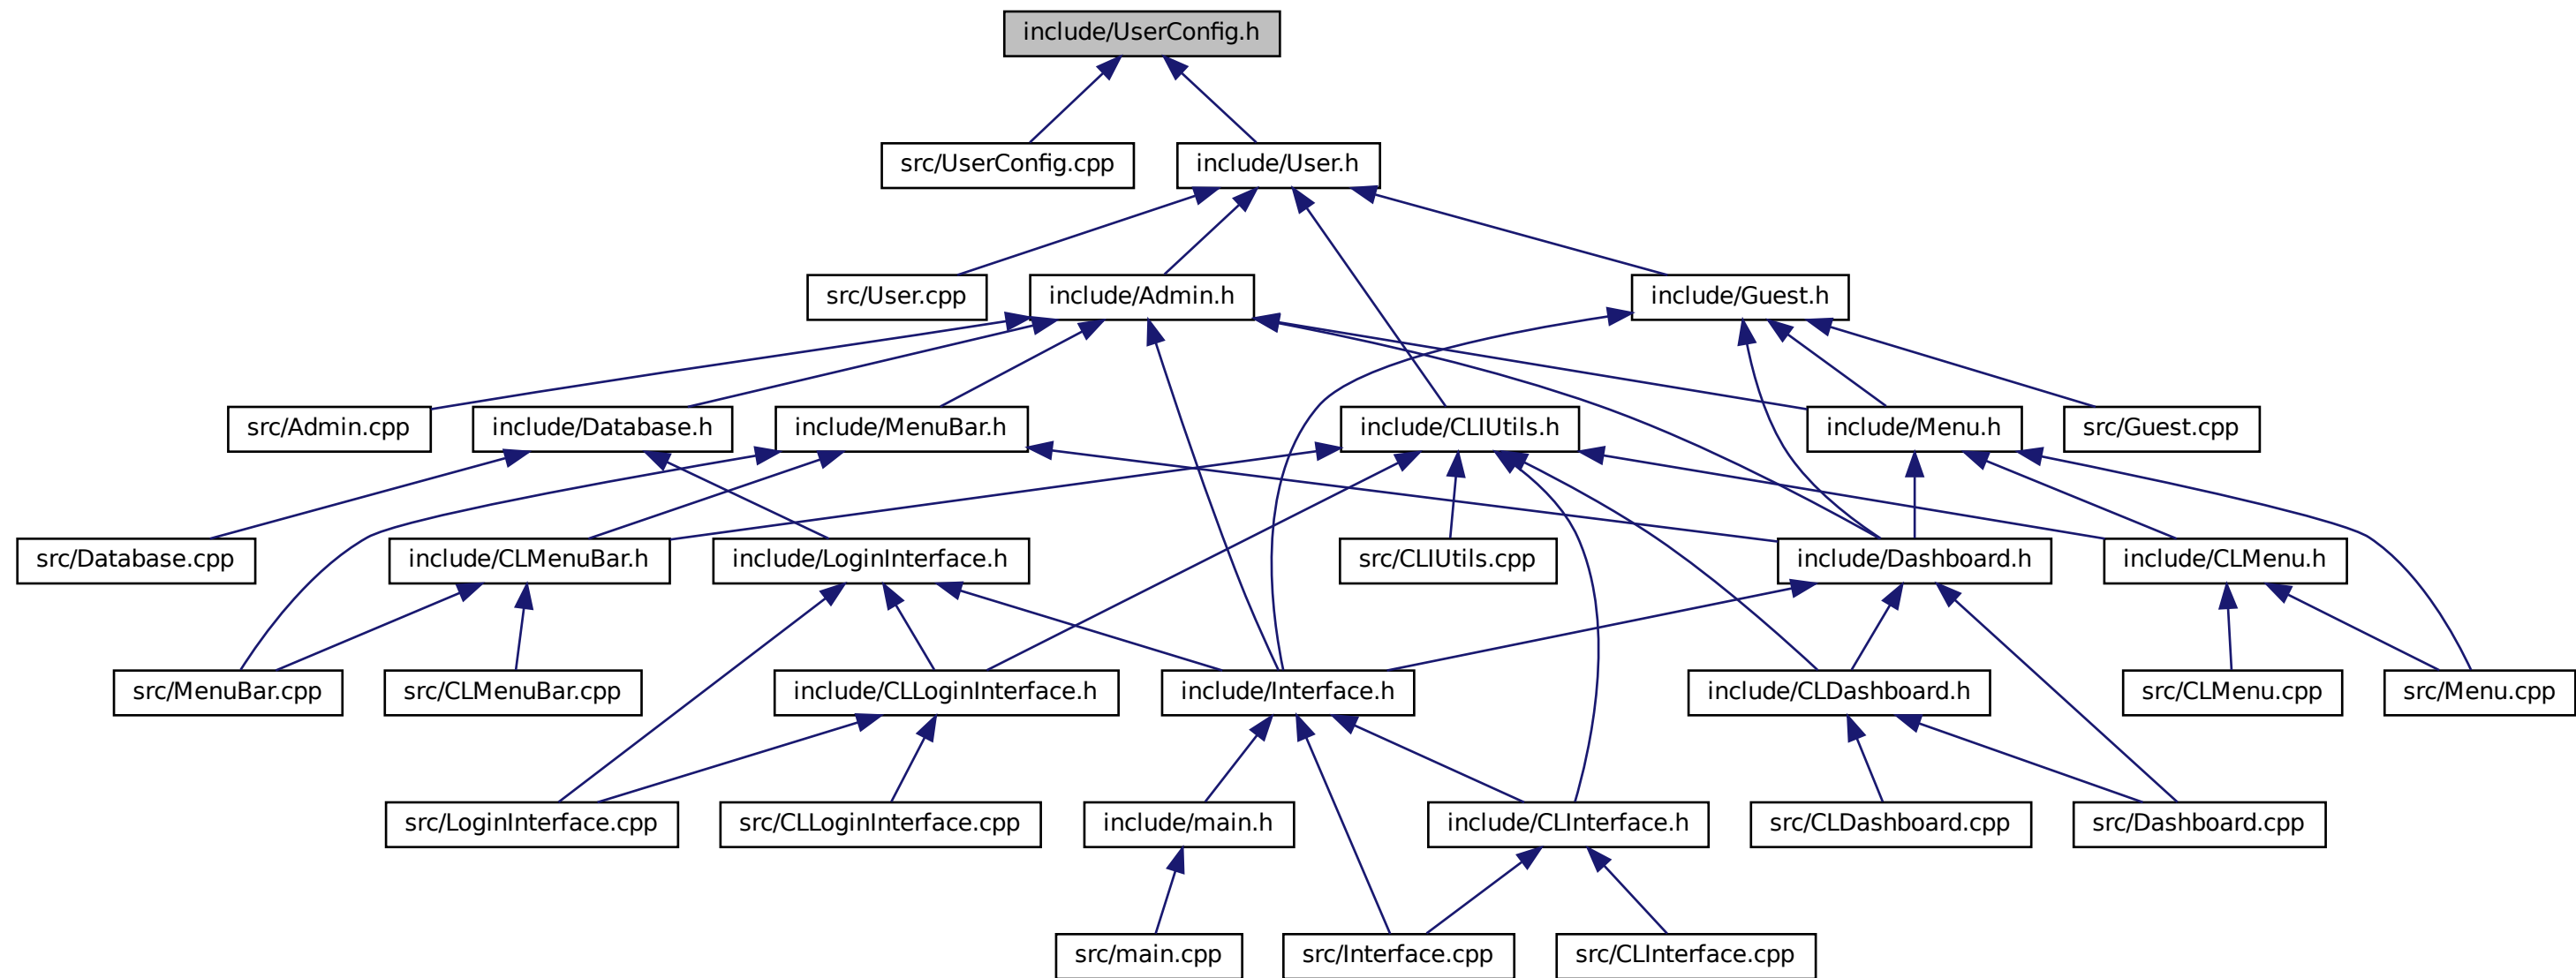 include/UserConfig.h
src/UserConfig.cpp
include/User.h
src/User.cpp
include/Admin.h
include/Guest.h
src/Admin.cpp
include/Database.h
include/MenuBar.h
include/CLIUtils.h
include/Menu.h
src/Guest.cpp
src/Database.cpp
include/CLMenuBar.h
include/LoginInterface.h
src/CLIUtils.cpp
include/Dashboard.h
include/CLMenu.h
src/MenuBar.cpp
src/CLMenuBar.cpp
include/CLLoginInterface.h
include/Interface.h
include/CLDashboard.h
src/CLMenu.cpp
src/Menu.cpp
src/LoginInterface.cpp
src/CLLoginInterface.cpp
include/main.h
include/CLInterface.h
src/CLDashboard.cpp
src/Dashboard.cpp
src/main.cpp
src/Interface.cpp
src/CLInterface.cpp